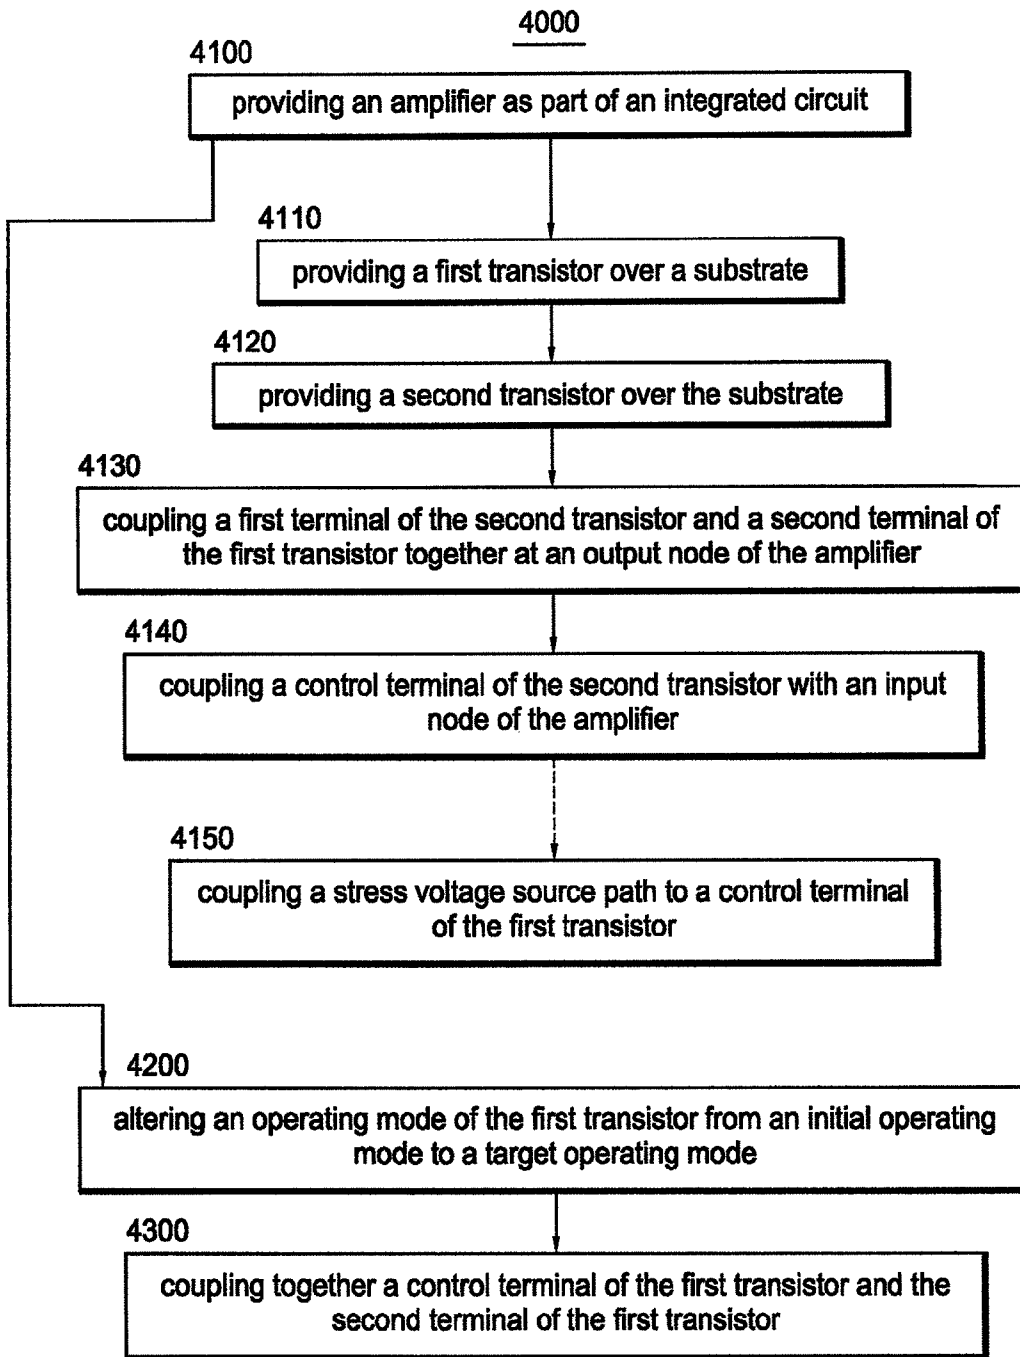 4000
4100
providing an amplifier as part of an integrated circuit
4110
providing a first transistor over a substrate
4120
providing a second transistor over the substrate
4130
coupling a first terminal of the second transistor and a second terminal of
the first transistor together at an output node of the amplifier
4140
coupling a control terminal of the second transistor with an input
node of the amplifier
4150
coupling a stress voltage source path to a control terminal
of the first transistor
4200
altering an operating mode of the first transistor from an initial operating
mode to a target operating mode
4300
coupling together a control terminal of the first transistor and the
second terminal of the first transistor